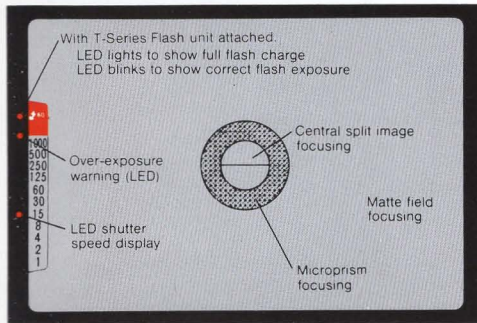 With T-Series Flash unit attached.
LED lights to show full flash charge
LED blinks to show correct flash exposure
1000
500
250
125
60
30
15
8
4
2
1
Over-exposure
warning (LED)
LED shutter
speed display
Central split image
focusing
Matte field
focusing
Microprism
focusing